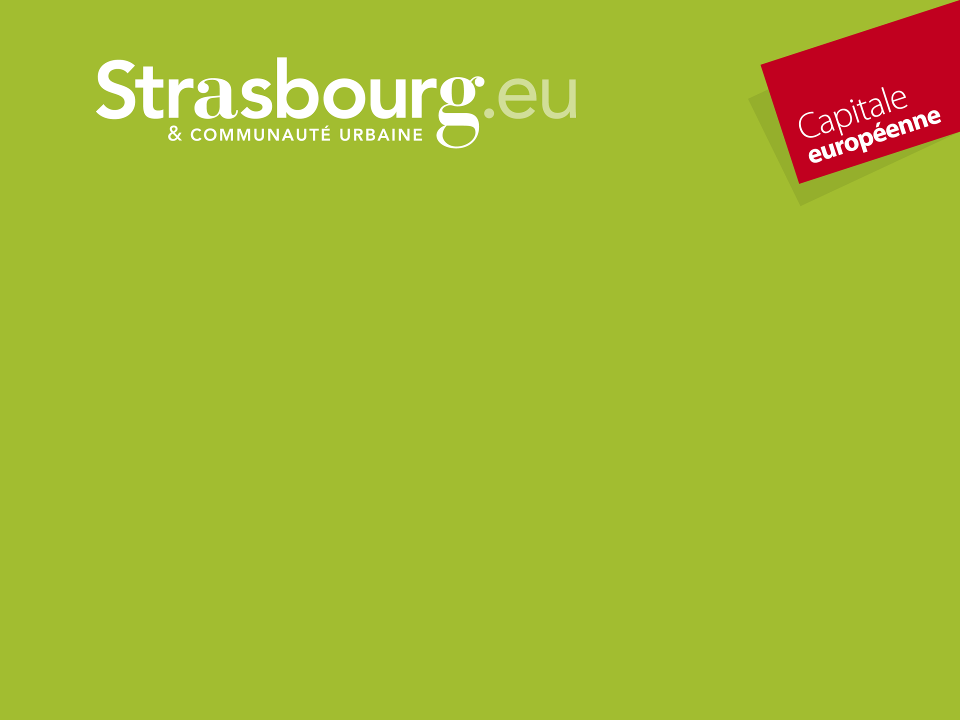 Strasbourg.eu
& COMMUNAUTÉ URBAINE
Capitale
européenne